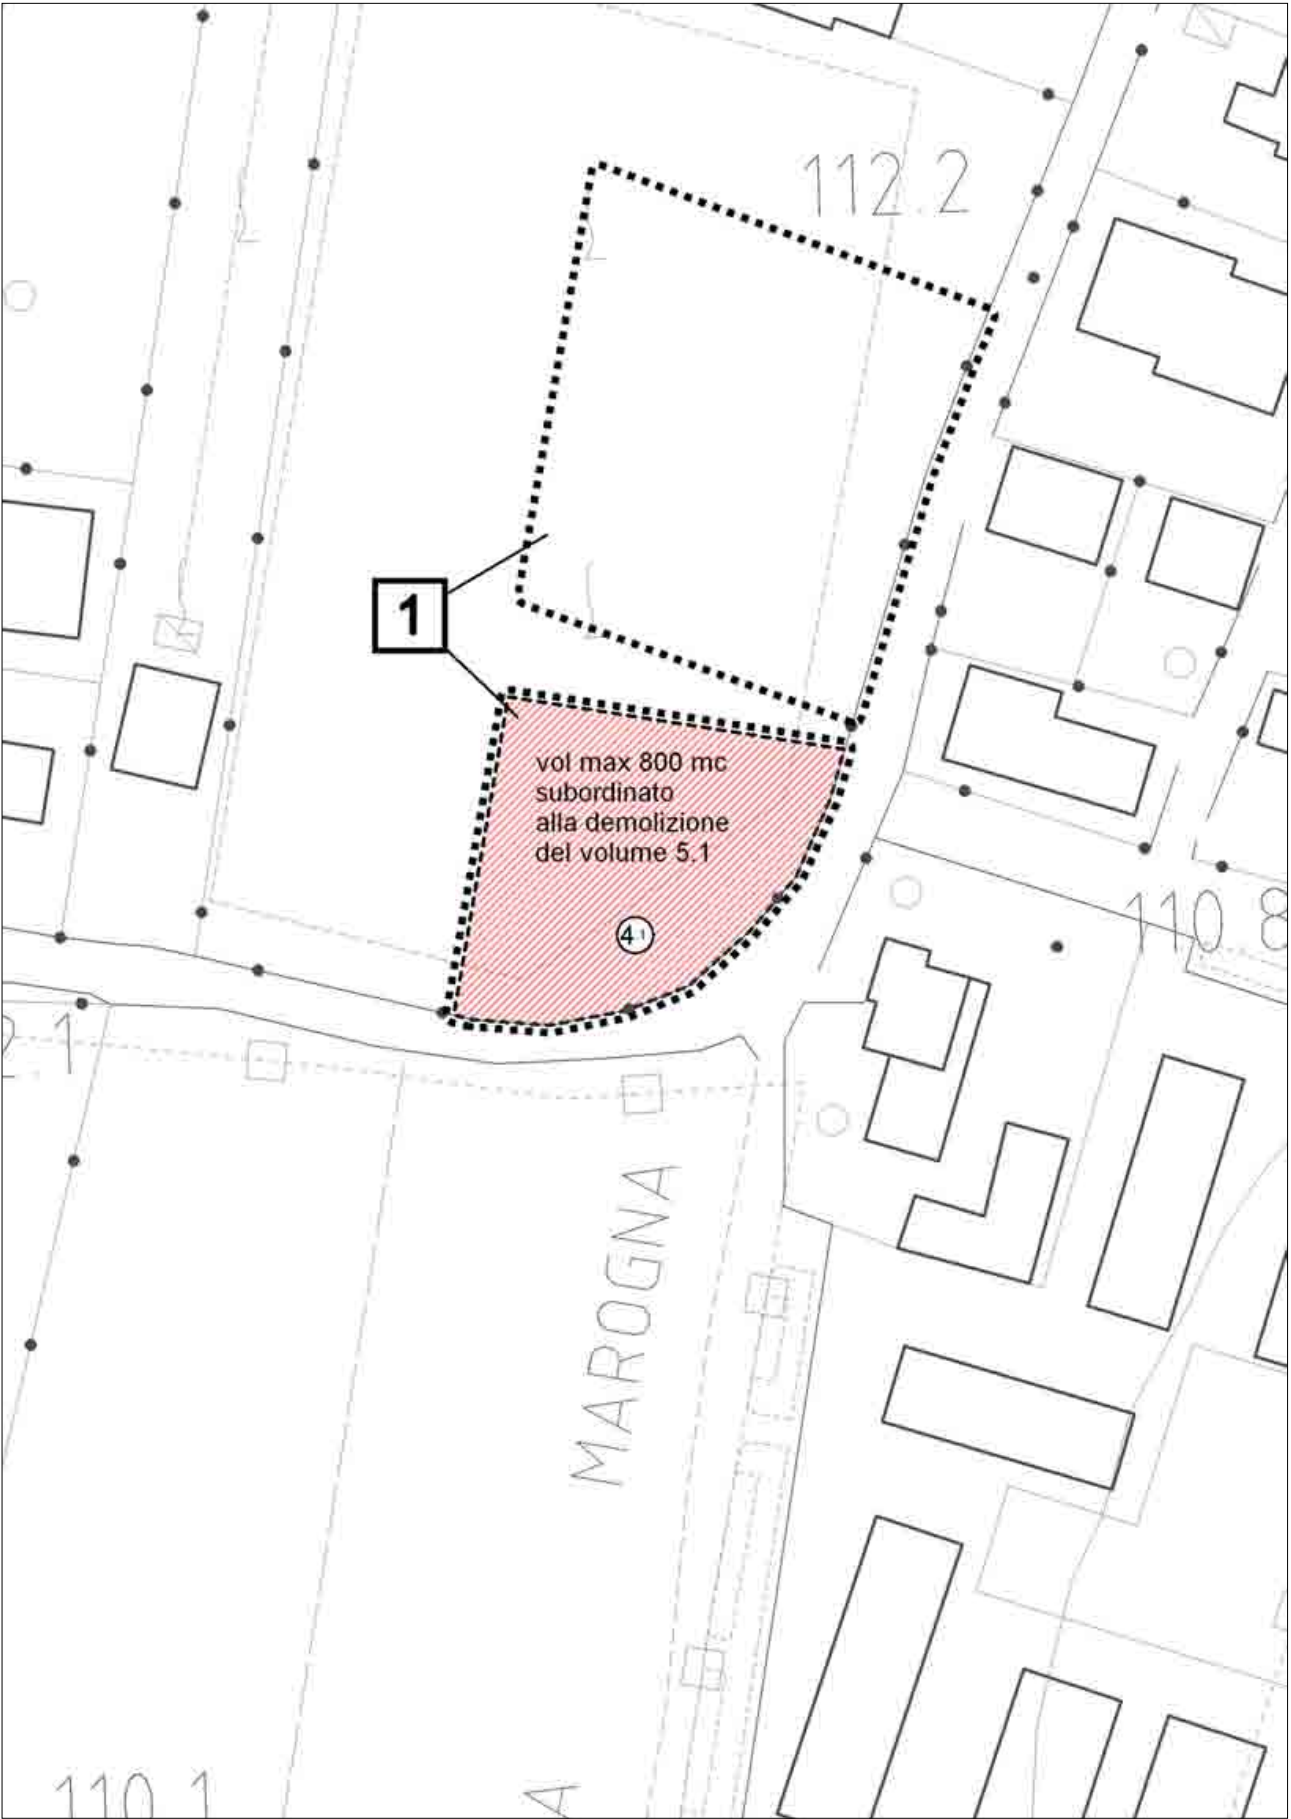 112.2
1
vol max 800 mc
subordinato
alla demolizione
del volume 5.1
4.1
110 8
1
MAROGNA
110.1
A